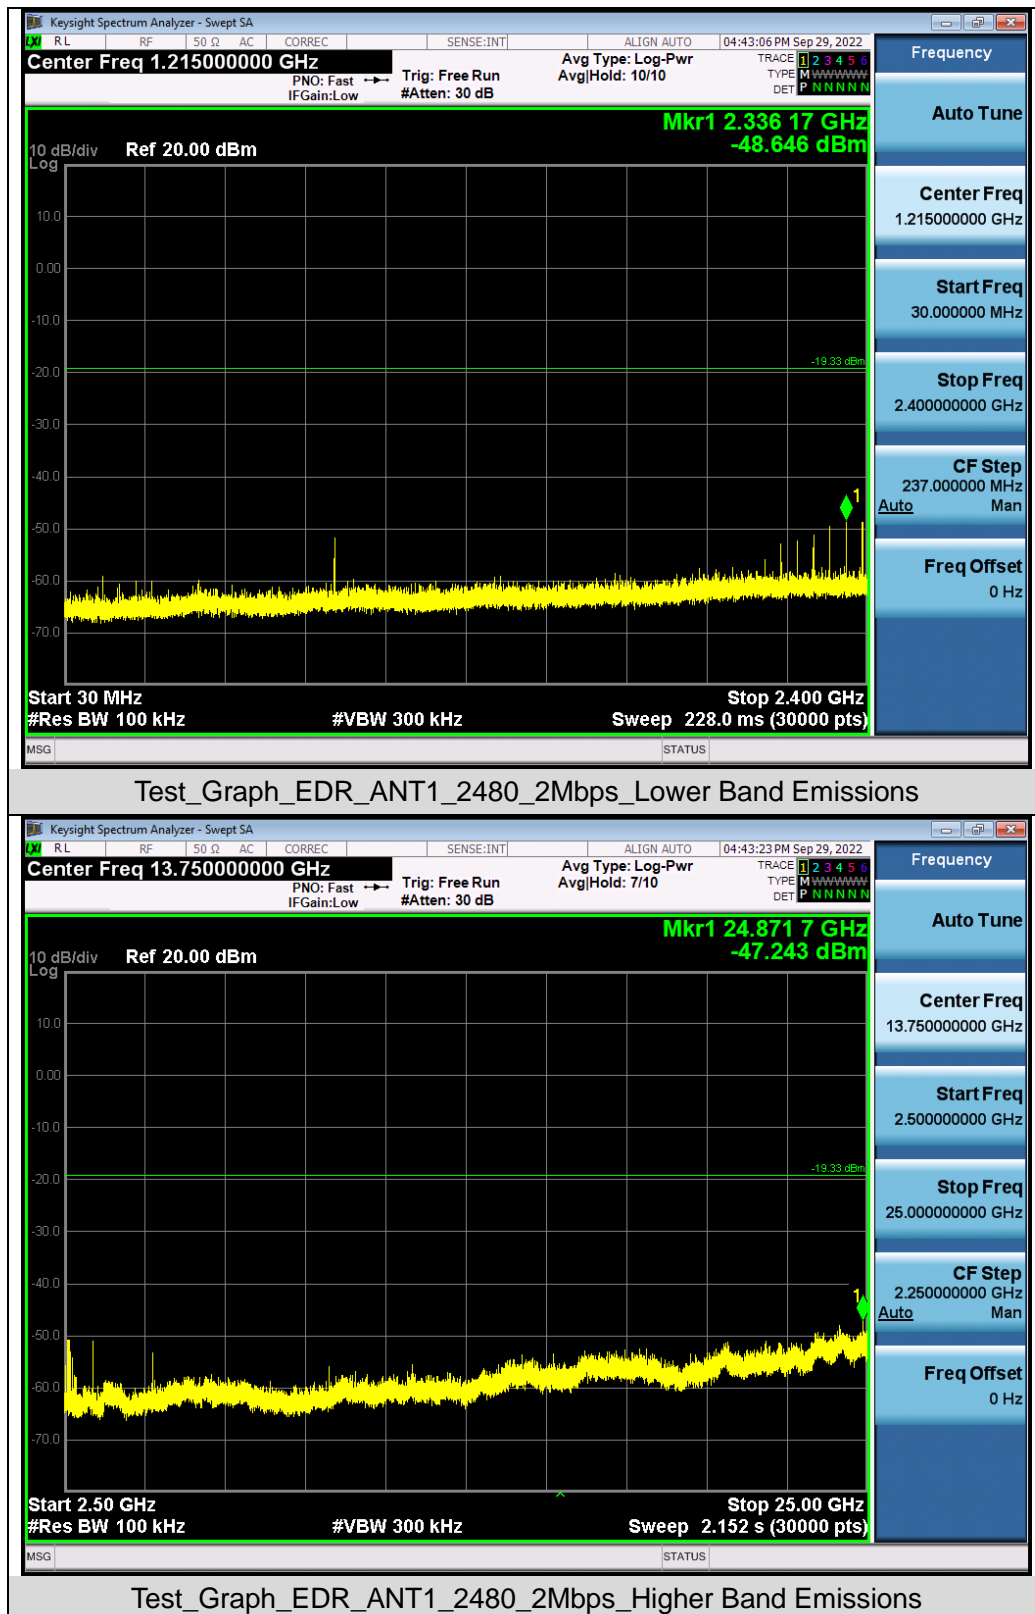 Keysight Spectrum Analyzer - Swept SA
LXI RL RF 50 Ω AC CORREC SENSE:INT ALIGN AUTO 04:43:06 PM Sep 29, 2022
Center Freq 1.215000000 GHz
PNO: Fast
IFGain:Low
Trig: Free Run
#Atten: 30 dB
Avg Type: Log-Pwr
Avg|Hold: 10/10
TRACE 1 2 3 4 5 6
TYPE M WWWWW
DET P N N N N N
Mkr1 2.336 17 GHz
-48.646 dBm
10 dB/div Ref 20.00 dBm
Log
10.0
0.00
-10.0
-19.33 dBm
-20.0
-30.0
-40.0
1
-50.0
-60.0
-70.0
Start 30 MHz Stop 2.400 GHz
#Res BW 100 kHz #VBW 300 kHz Sweep 228.0 ms (30000 pts)
MSG STATUS
Frequency
Auto Tune
Center Freq
1.215000000 GHz
Start Freq
30.000000 MHz
Stop Freq
2.400000000 GHz
CF Step
237.000000 MHz
Auto Man
Freq Offset
0 Hz
Test_Graph_EDR_ANT1_2480_2Mbps_Lower Band Emissions
Keysight Spectrum Analyzer - Swept SA
LXI RL RF 50 Ω AC CORREC SENSE:INT ALIGN AUTO 04:43:23 PM Sep 29, 2022
Center Freq 13.750000000 GHz
PNO: Fast
IFGain:Low
Trig: Free Run
#Atten: 30 dB
Avg Type: Log-Pwr
Avg|Hold: 7/10
TRACE 1 2 3 4 5 6
TYPE M WWWWW
DET P N N N N N
Mkr1 24.871 7 GHz
-47.243 dBm
10 dB/div Ref 20.00 dBm
Log
10.0
0.00
-10.0
-19.33 dBm
-20.0
-30.0
-40.0
1
-50.0
-60.0
-70.0
Start 2.50 GHz Stop 25.00 GHz
#Res BW 100 kHz #VBW 300 kHz Sweep 2.152 s (30000 pts)
MSG STATUS
Frequency
Auto Tune
Center Freq
13.750000000 GHz
Start Freq
2.500000000 GHz
Stop Freq
25.000000000 GHz
CF Step
2.250000000 GHz
Auto Man
Freq Offset
0 Hz
Test_Graph_EDR_ANT1_2480_2Mbps_Higher Band Emissions